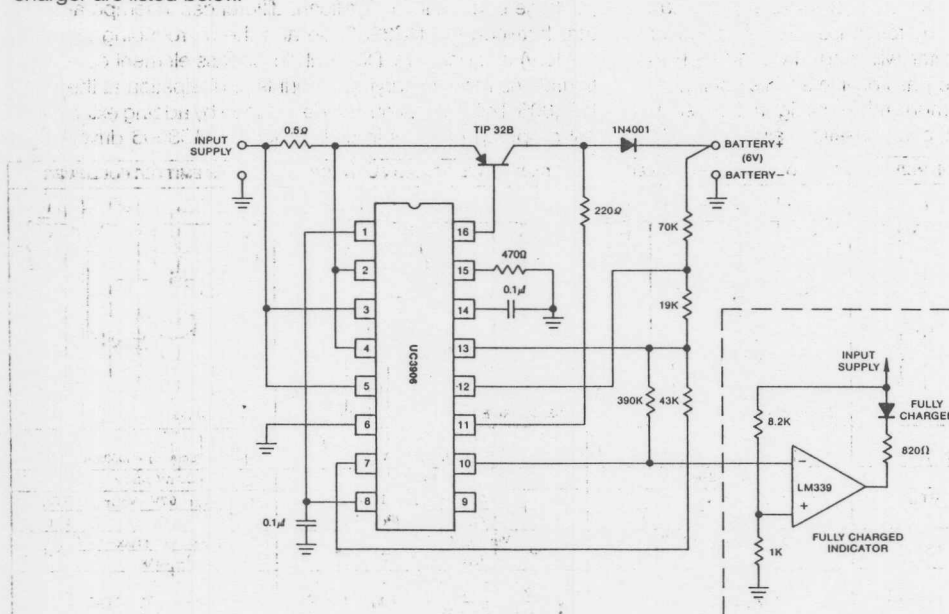 charger are listed below.
0.5Ω
TIP 32B
1N4001
INPUT
SUPPLY
BATTERY+
(6V)
BATTERY-
220Ω
70K
1
16
470Ω
2
15
0.1μf
19K
3
14
4
13
UC3906
INPUT
SUPPLY
5
12
390K
43K
FULLY
CHARGED
8.2K
6
11
820Ω
7
10
LM339
-
+
8
9
0.1μf
FULLY CHARGED
INDICATOR
1K